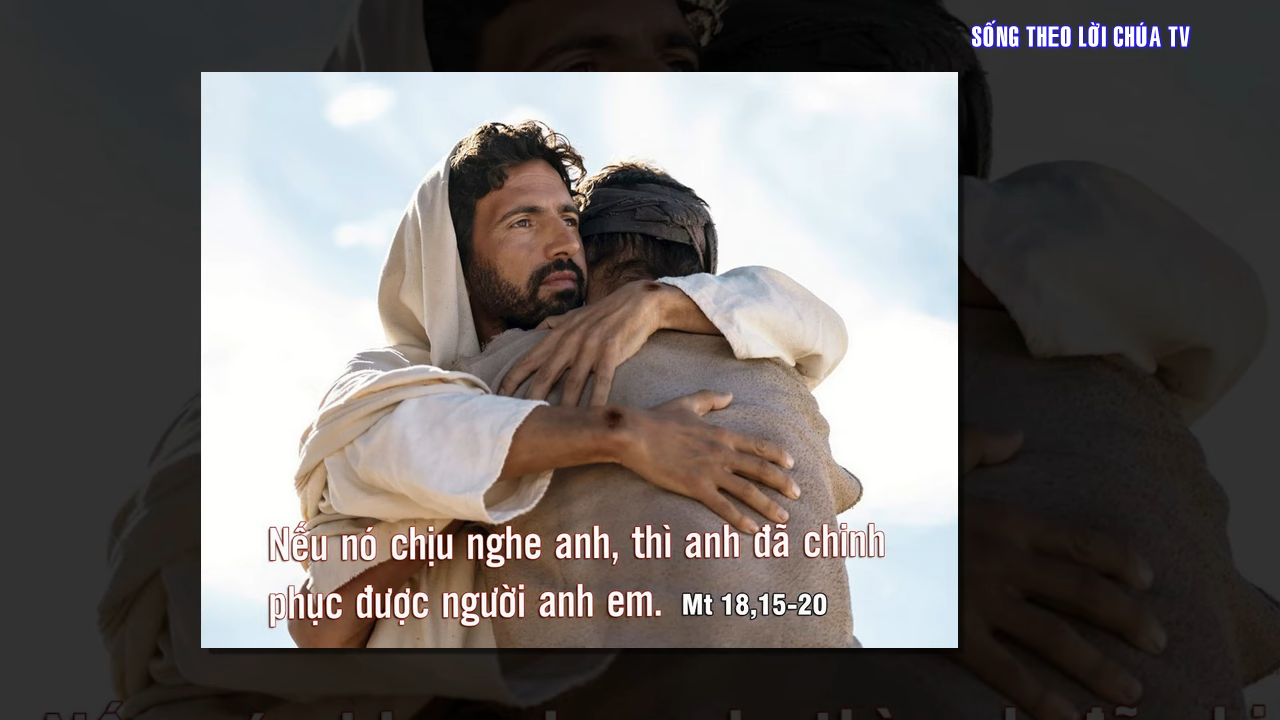 SỐNG THEO LỜI CHÚA TV
Nếu nó chịu nghe anh, thì anh đã chinh
phục được người anh em. Mt 18,15-20